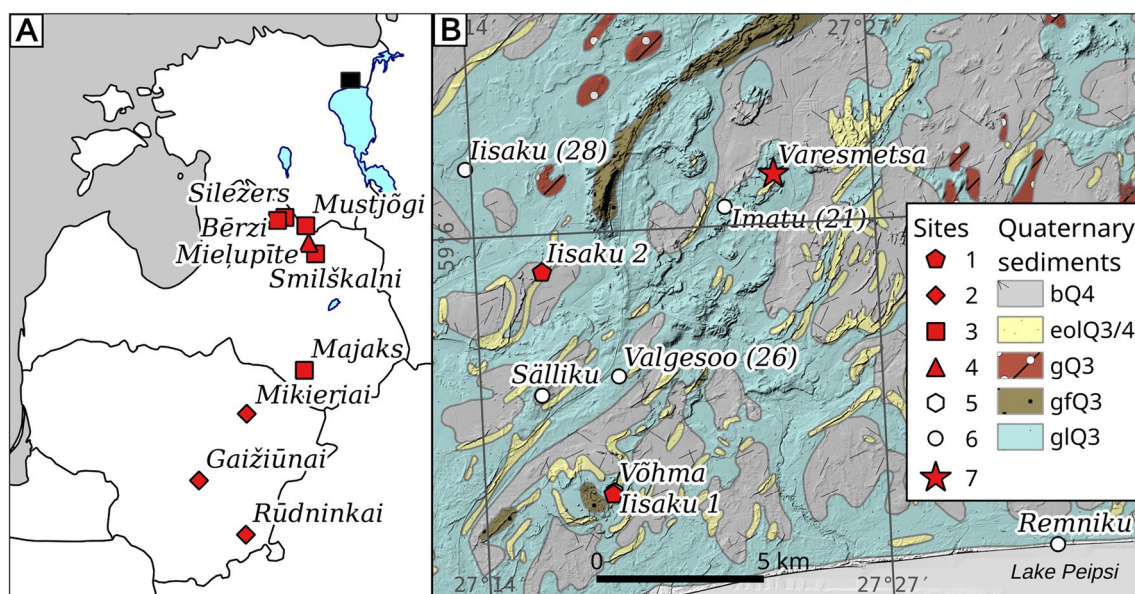 A
Silezers
Mustjõgi
Bērzi
Mieļupīte
Smilškalni
Majaks
Mikieriai
Gaižiūnai
Rūdninkai
B
27°14´
27°27´
Iisaku (28)
Varesmetsa
Imatu (21)
59°6´
Iisaku 2
Valgesoo (26)
Sälliku
Võhma
Iisaku 1
Remniku
0
5 km
27°14´
27°27´
Lake Peipsi
Sites
Quaternary
sediments
1
bQ4
2
eolQ3/4
3
gQ3
4
gfQ3
5
glQ3
6
7